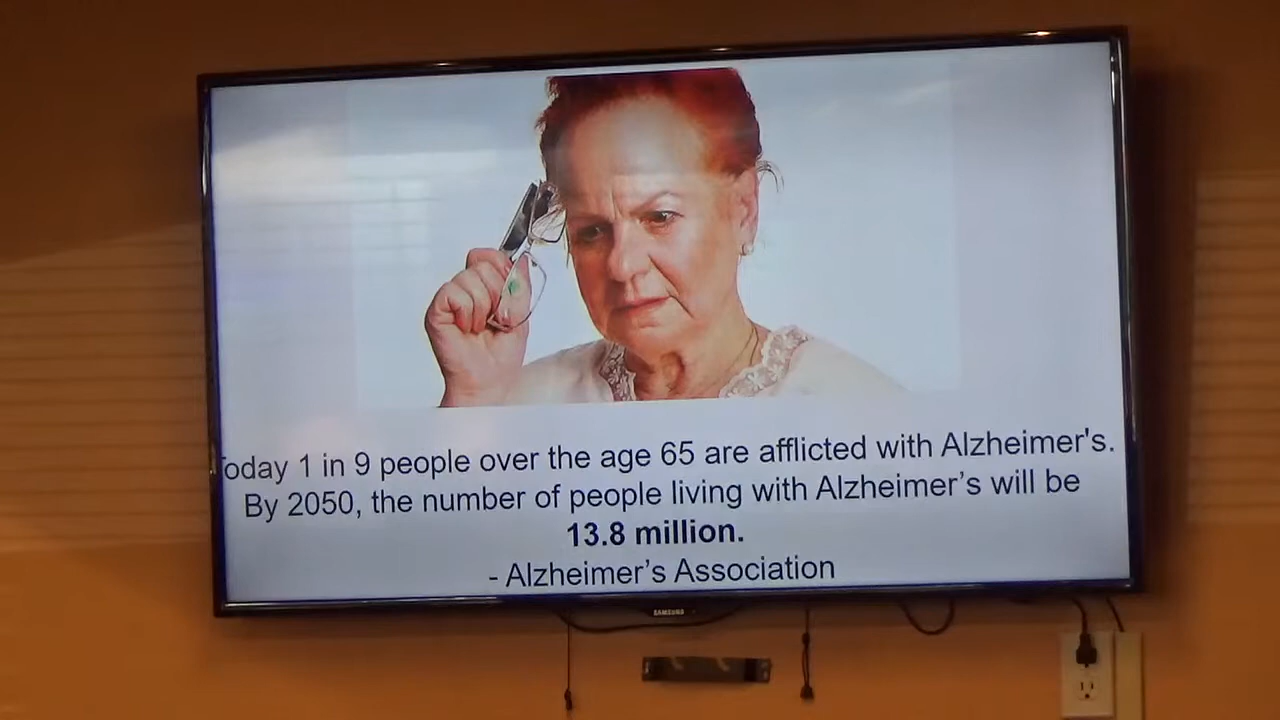 Today 1 in 9 people over the age 65 are afflicted with Alzheimer's.
By 2050, the number of people living with Alzheimer’s will be
13.8 million.
- Alzheimer’s Association
SAMSUNG